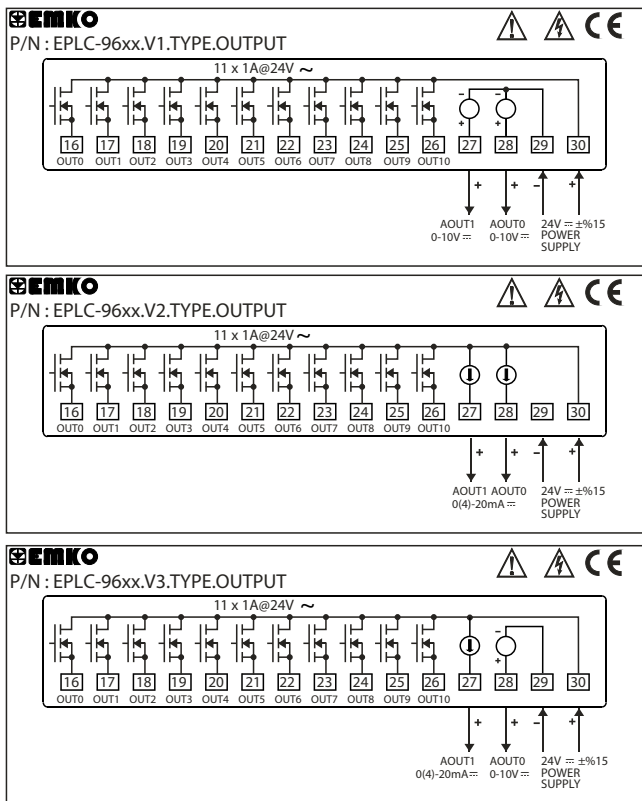 EMKO
P/N : EPLC-96xx.V1.TYPE.OUTPUT
11 x 1A@24V ~
- -
+ +
16 17 18 19 20 21 22 23 24 25 26 27 28 29 30
OUT0 OUT1 OUT2 OUT3 OUT4 OUT5 OUT6 OUT7 OUT8 OUT9 OUT10
+ + - +
AOUT1 AOUT0 24V ⎓ ±%15
0-10V ⎓ 0-10V ⎓ POWER
SUPPLY
CE
EMKO
P/N : EPLC-96xx.V2.TYPE.OUTPUT
11 x 1A@24V ~
16 17 18 19 20 21 22 23 24 25 26 27 28 29 30
OUT0 OUT1 OUT2 OUT3 OUT4 OUT5 OUT6 OUT7 OUT8 OUT9 OUT10
+ + - +
AOUT1 AOUT0 24V ⎓ ±%15
0(4)-20mA ⎓ POWER
SUPPLY
CE
EMKO
P/N : EPLC-96xx.V3.TYPE.OUTPUT
11 x 1A@24V ~
-
+
16 17 18 19 20 21 22 23 24 25 26 27 28 29 30
OUT0 OUT1 OUT2 OUT3 OUT4 OUT5 OUT6 OUT7 OUT8 OUT9 OUT10
+ + - +
AOUT1 AOUT0 24V ⎓ ±%15
0(4)-20mA ⎓ 0-10V ⎓ POWER
SUPPLY
CE